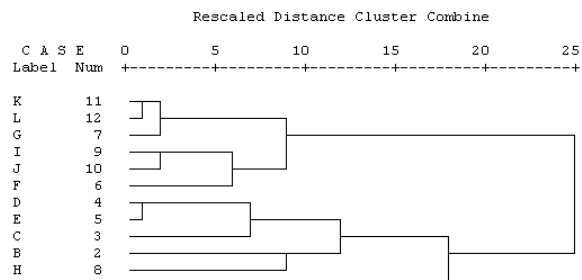 Rescaled Distance Cluster Combine
C A S E 0 5 10 15 20 25
Label Num +---------+---------+---------+---------+---------+
K 11
L 12
G 7
I 9
J 10
F 6
D 4
E 5
C 3
B 2
H 8